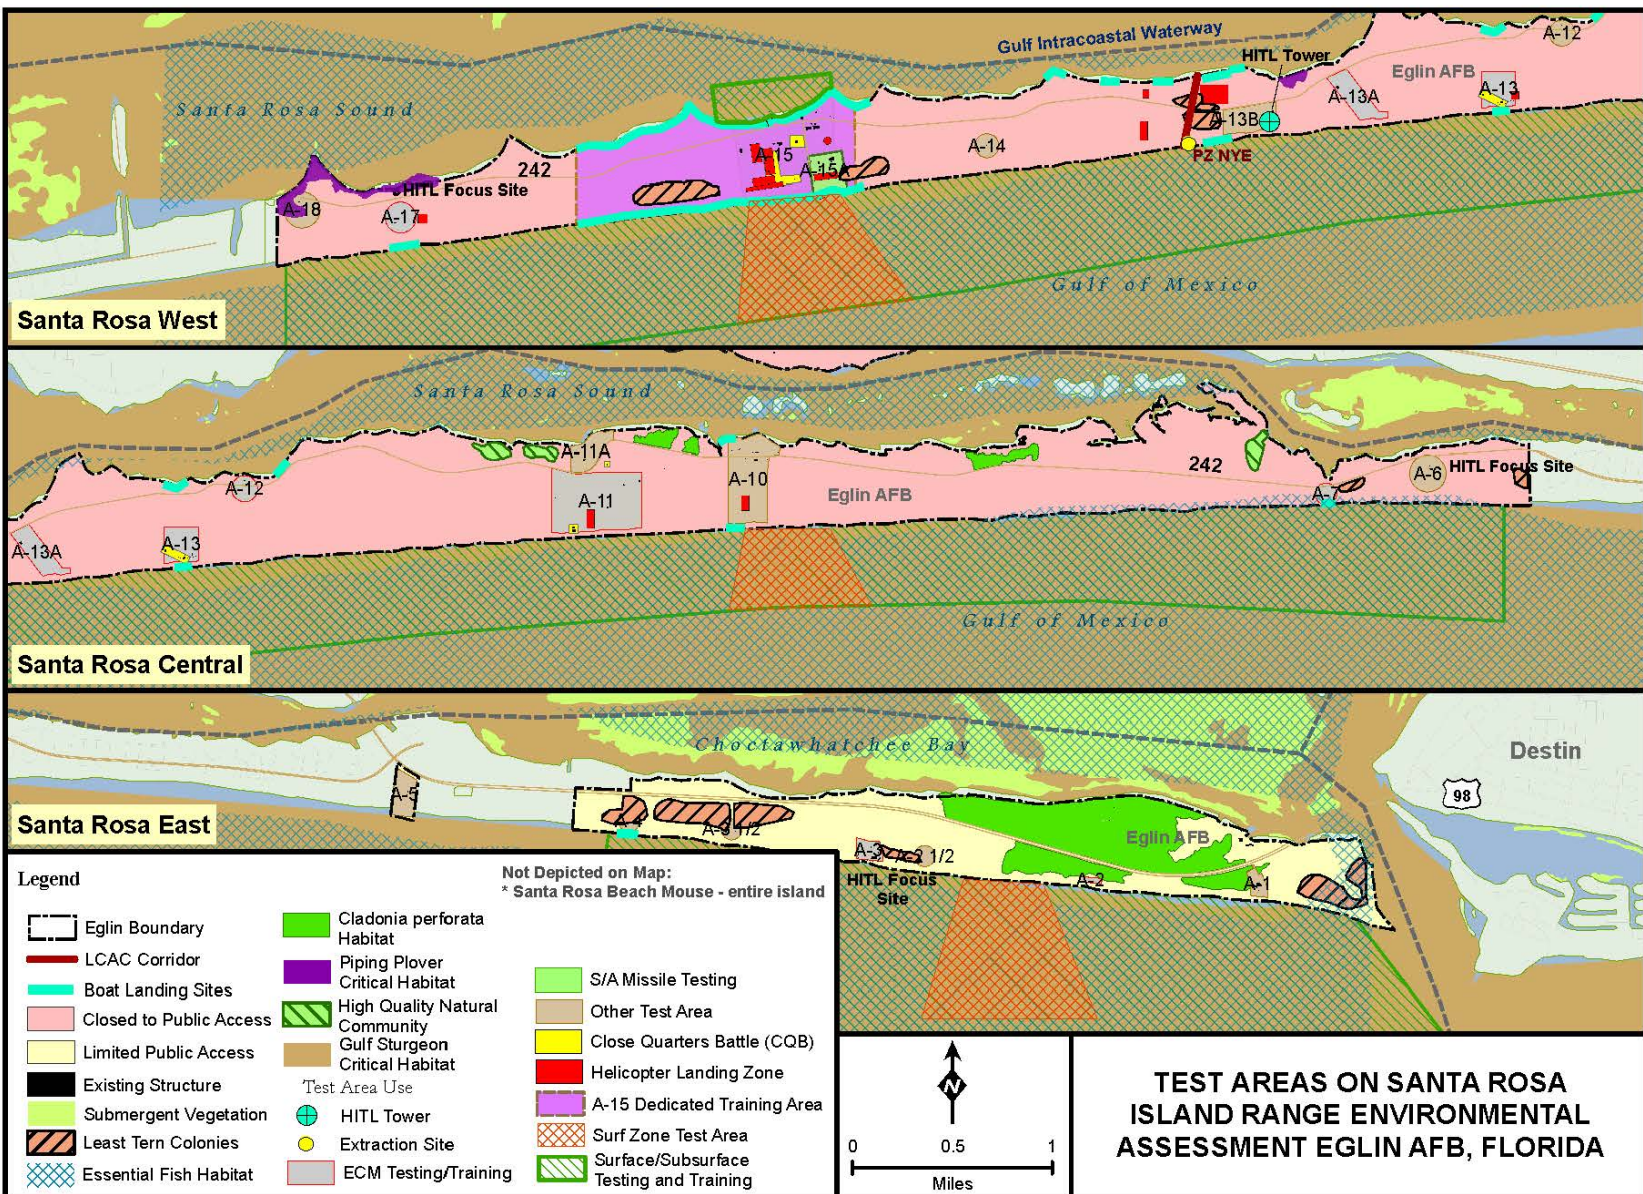 Gulf Intracoastal Waterway
A-12
HITL Tower
Eglin AFB
A-13A
A-13
Santa Rosa Sound
A-13B
A-14
PZ NYE
A-15
A-15A
242
HITL Focus Site
A-18
A-17
Gulf of Mexico
Santa Rosa West
Santa Rosa Sound
A-11A
242
HITL Focus Site
A-6
A-7
A-12
A-11
A-10
Eglin AFB
A-13A
A-13
Gulf of Mexico
Santa Rosa Central
Choctawhatchee Bay
Destin
98
A-5
A-4
A-3 1/2
Eglin AFB
A-3
A-2 1/2
HITL Focus
Site
A-2
A-1
Santa Rosa East
Legend
Not Depicted on Map:
* Santa Rosa Beach Mouse - entire island
Eglin Boundary
LCAC Corridor
Boat Landing Sites
Closed to Public Access
Limited Public Access
Existing Structure
Submergent Vegetation
Least Tern Colonies
Essential Fish Habitat
Cladonia perforata
Habitat
Piping Plover
Critical Habitat
High Quality Natural
Community
Gulf Sturgeon
Critical Habitat
Test Area Use
HITL Tower
Extraction Site
ECM Testing/Training
S/A Missile Testing
Other Test Area
Close Quarters Battle (CQB)
Helicopter Landing Zone
A-15 Dedicated Training Area
Surf Zone Test Area
Surface/Subsurface
Testing and Training
N
0 0.5 1
Miles
TEST AREAS ON SANTA ROSA
ISLAND RANGE ENVIRONMENTAL
ASSESSMENT EGLIN AFB, FLORIDA